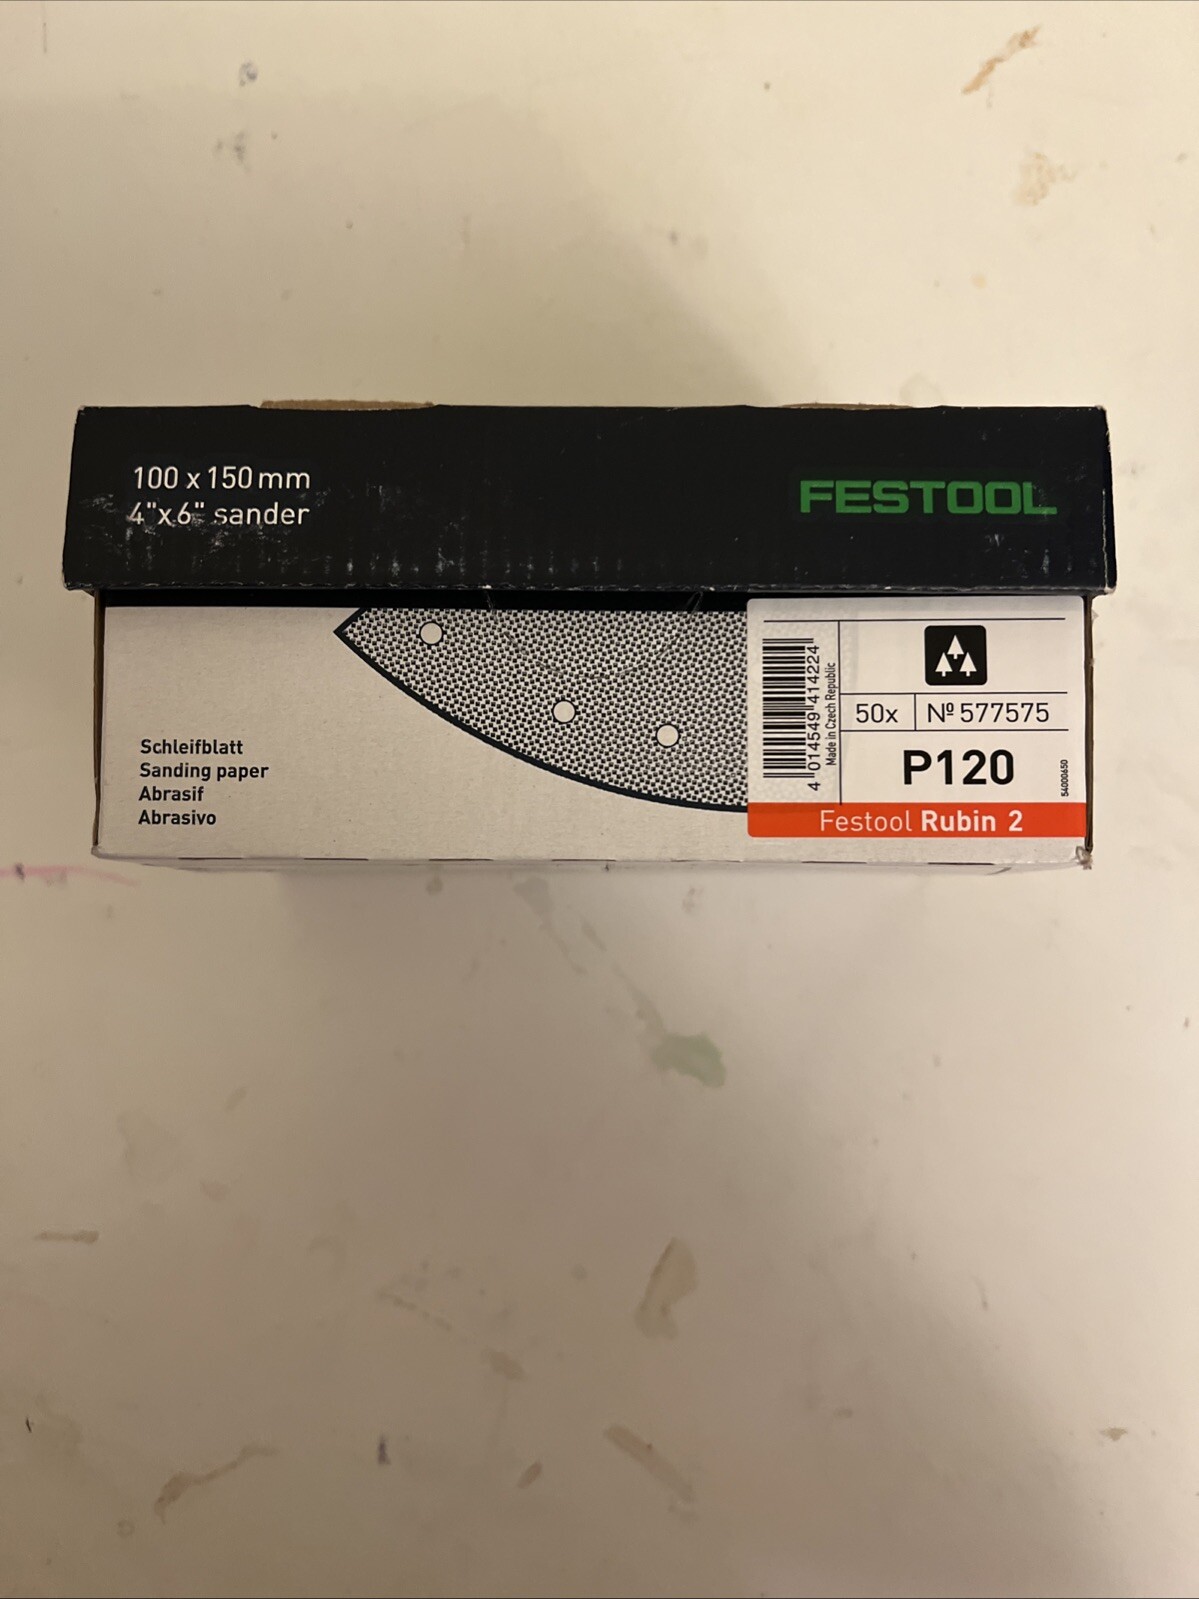 100 x 150 mm
4"x 6" sander
FESTOOL
Schleifblatt
Sanding paper
Abrasif
Abrasivo
4 014549 414224
Made in Czech Republic
50x
Nº 577575
P120
54000650
Festool Rubin 2